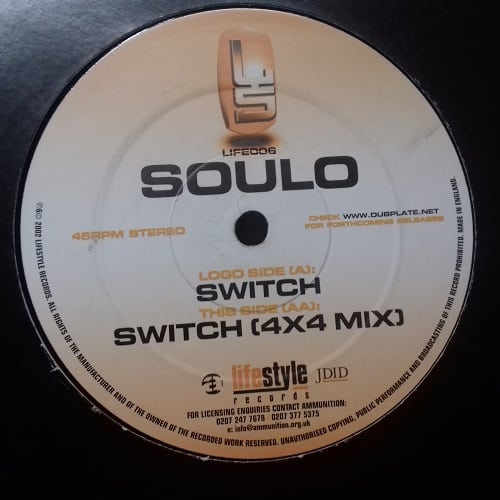 LIFE006
SOULO
45RPM STEREO
CHECK WWW.DUBPLATE.NET
FOR FORTHCOMING RELEASES
LOGO SIDE (A):
SWITCH
THIS SIDE (AA):
SWITCH (4X4 MIX)
lifestyle
records
JDID
FOR LICENSING ENQUIRIES CONTACT AMMUNITION:
0207 247 7678 0207 377 5375
e: info@ammunition.org.uk
℗© 2002 LIFESTYLE RECORDS. ALL RIGHTS OF THE MANUFACTURER AND OF THE OWNER OF THE RECORDED WORK RESERVED. UNAUTHORISED COPYING, PUBLIC PERFORMANCE AND BROADCASTING OF THIS RECORD PROHIBITED. MADE IN ENGLAND.